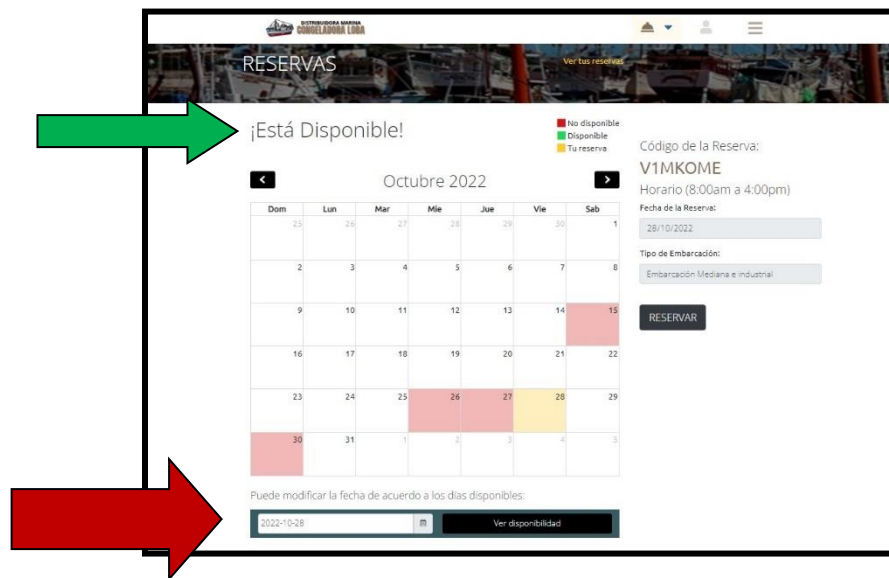 DISTRIBUIDORA MARINA
CONGELADORA LOBA
RESERVAS
Ver tus reservas
¡Está Disponible!
No disponible
Disponible
Tu reserva
Octubre 2022
Dom Lun Mar Mie Jue Vie Sab
25 26 27 28 29 30 1
2 3 4 5 6 7 8
9 10 11 12 13 14 15
16 17 18 19 20 21 22
23 24 25 26 27 28 29
30 31 1 2 3 4 5
Puede modificar la fecha de acuerdo a los días disponibles:
2022-10-28
Ver disponibilidad
Código de la Reserva:
V1MKOME
Horario (8:00am a 4:00pm)
Fecha de la Reserva:
28/10/2022
Tipo de Embarcación:
Embarcación Mediana e industrial
RESERVAR